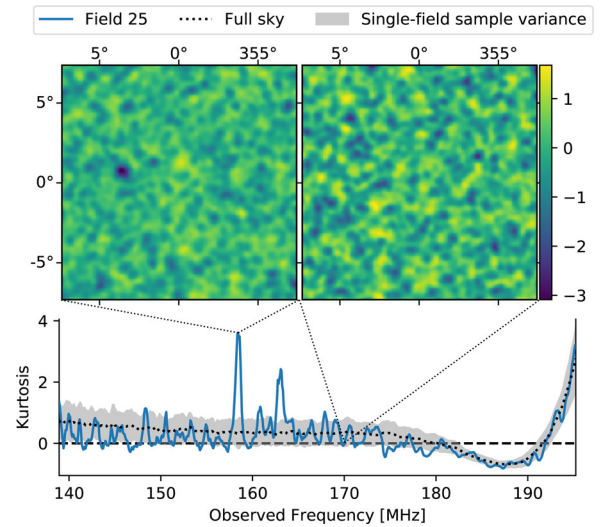 Field 25 Full sky Single-field sample variance
5° 0° 355° 5° 0° 355°
5°
0°
-5°
1
0
−1
−2
−3
4
2
0
Kurtosis
140 150 160 170 180 190
Observed Frequency [MHz]